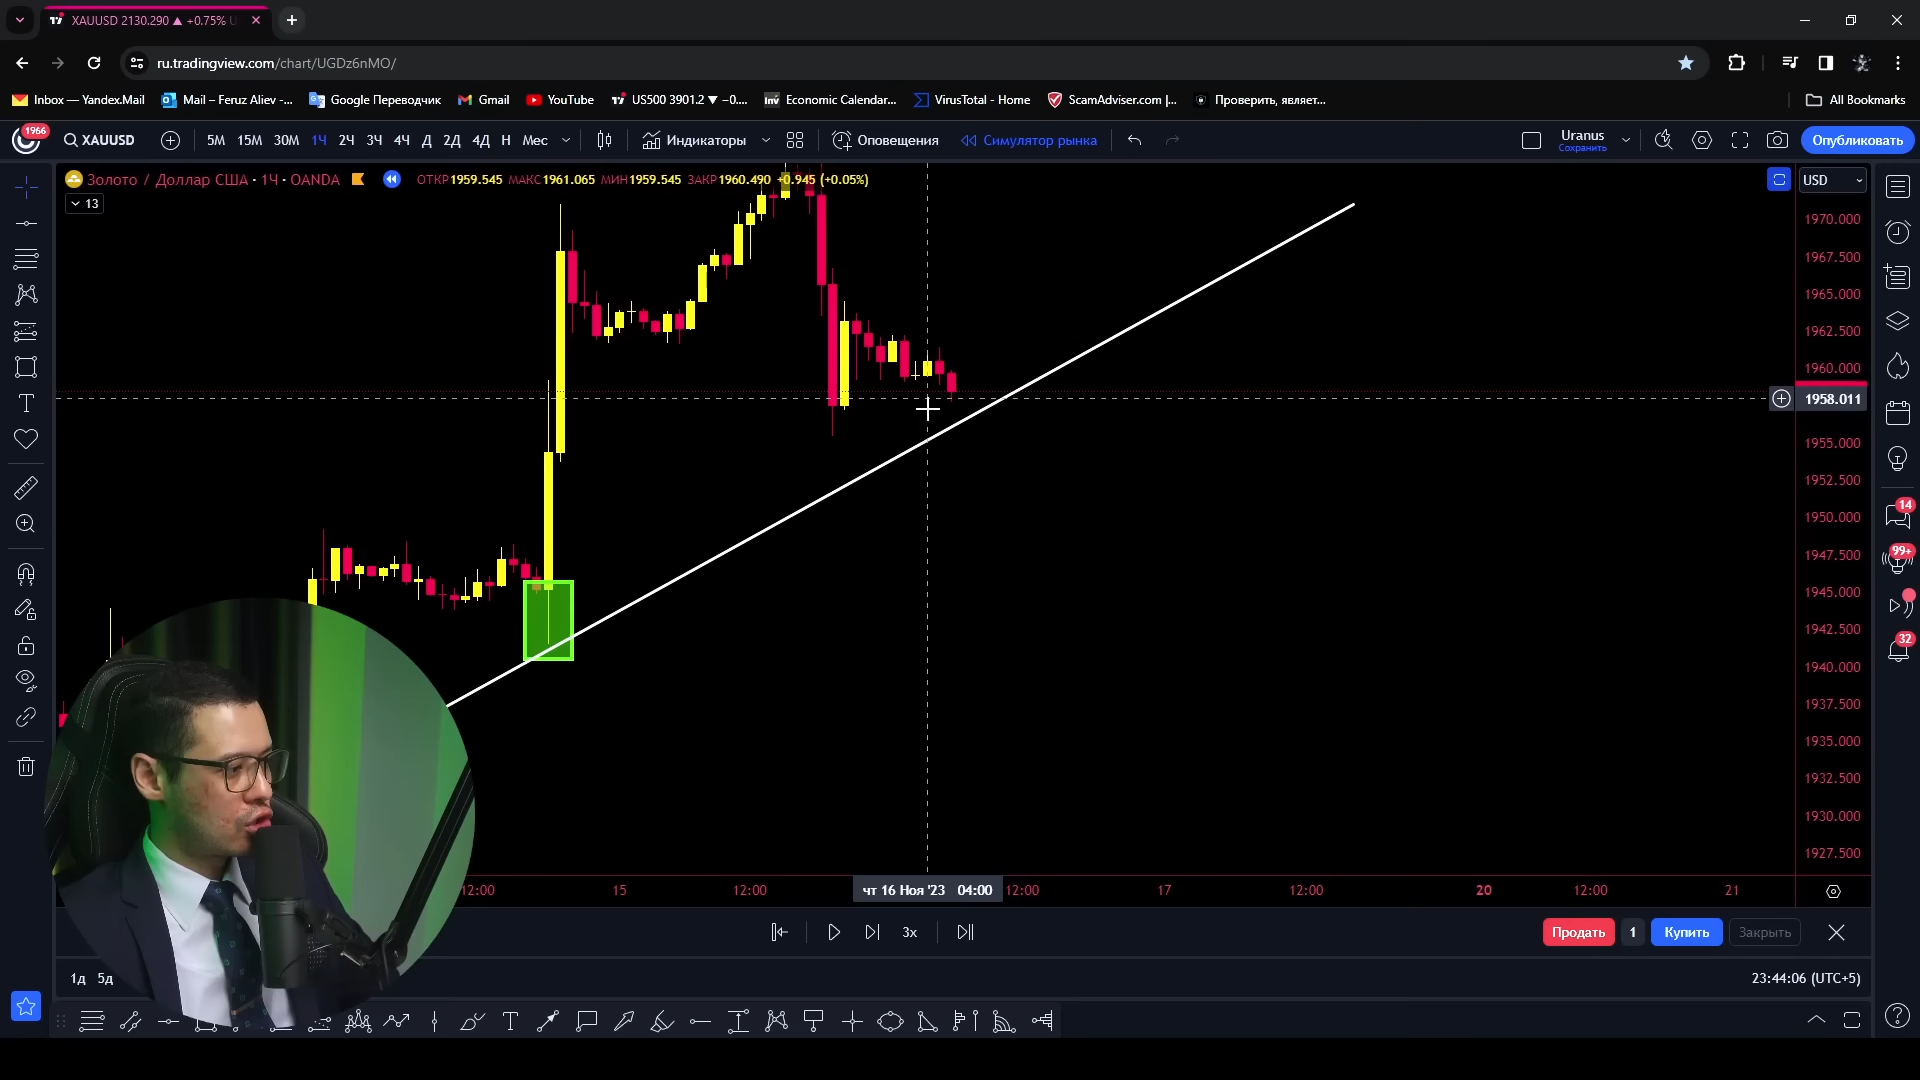 XAUUSD 2130.290 ▲ +0.75% U
ru.tradingview.com/chart/UGDz6nMO/
Inbox — Yandex.Mail
Mail – Feruz Aliev -...
Google Переводчик
Gmail
YouTube
US500 3901.2 ▼ −0....
Inv Economic Calendar...
VirusTotal - Home
ScamAdviser.com |...
Проверить, являет...
All Bookmarks
1966
XAUUSD
5М 15М 30М 1Ч 2Ч 3Ч 4Ч Д 2Д 4Д Н Мес
Индикаторы
Оповещения
Симулятор рынка
Uranus
Сохранить
Опубликовать
Золото / Доллар США · 1Ч · OANDA
ОТКР1959.545 МАКС1961.065 МИН1959.545 ЗАКР1960.490 +0.945 (+0.05%)
USD
13
1970.000
1967.500
1965.000
1962.500
1960.000
1958.011
1955.000
1952.500
1950.000
1947.500
1945.000
1942.500
1940.000
1937.500
1935.000
1932.500
1930.000
1927.500
14
99+
32
12:00 15 12:00 чт 16 Ноя '23 04:00 12:00 17 12:00 20 12:00 21
3x
Продать 1 Купить Закрыть
1д 5д
23:44:06 (UTC+5)